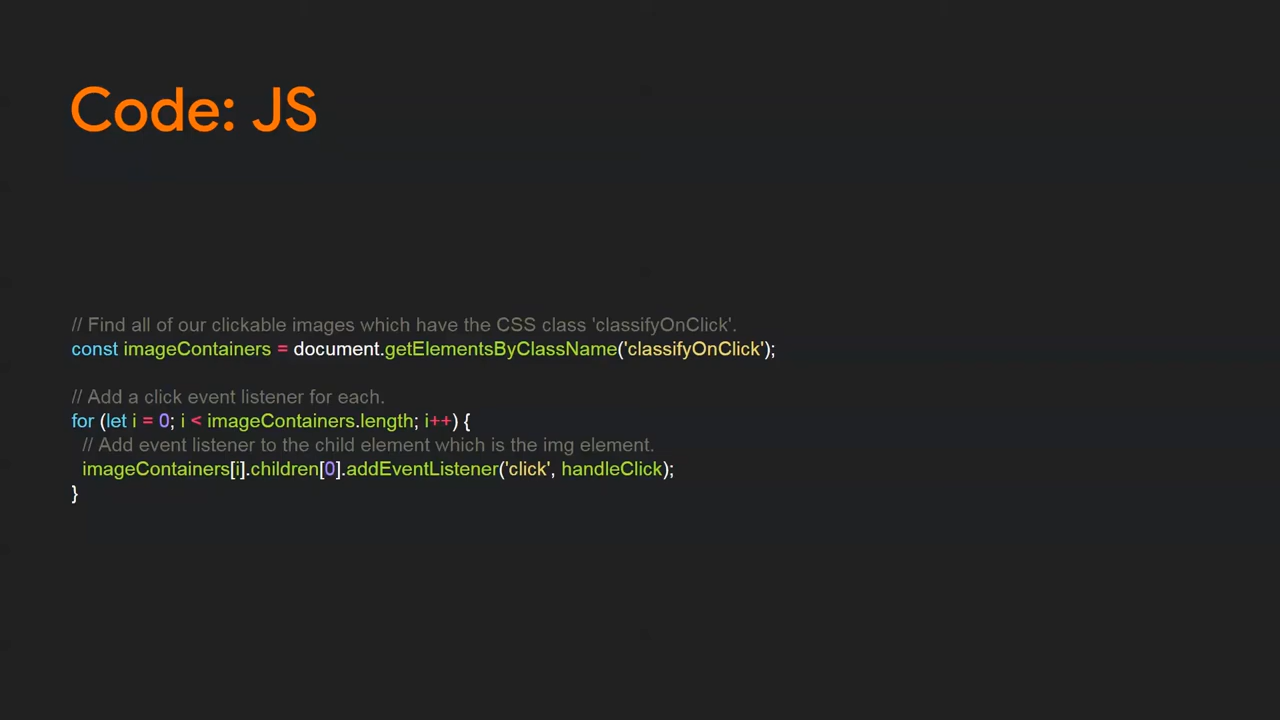 Code: JS
// Find all of our clickable images which have the CSS class 'classifyOnClick'.
const imageContainers = document.getElementsByClassName('classifyOnClick');
// Add a click event listener for each.
for (let i = 0; i < imageContainers.length; i++) {
// Add event listener to the child element which is the img element.
imageContainers[i].children[0].addEventListener('click', handleClick);
}